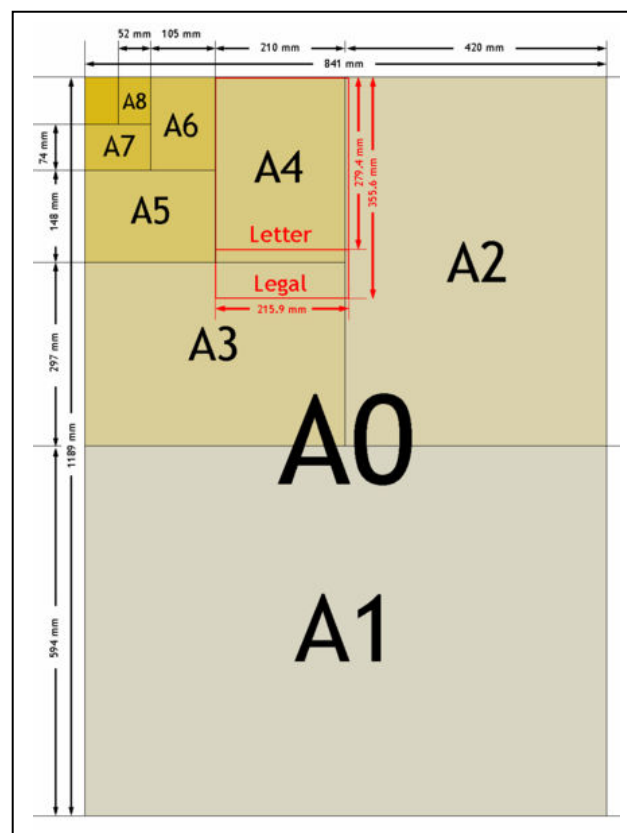 52 mm 105 mm 210 mm 420 mm
841 mm
A8
A6
A7
A4
74 mm
279.4 mm
355.6 mm
A5
148 mm
Letter
A2
Legal
215.9 mm
A3
297 mm
A0
1189 mm
A1
594 mm